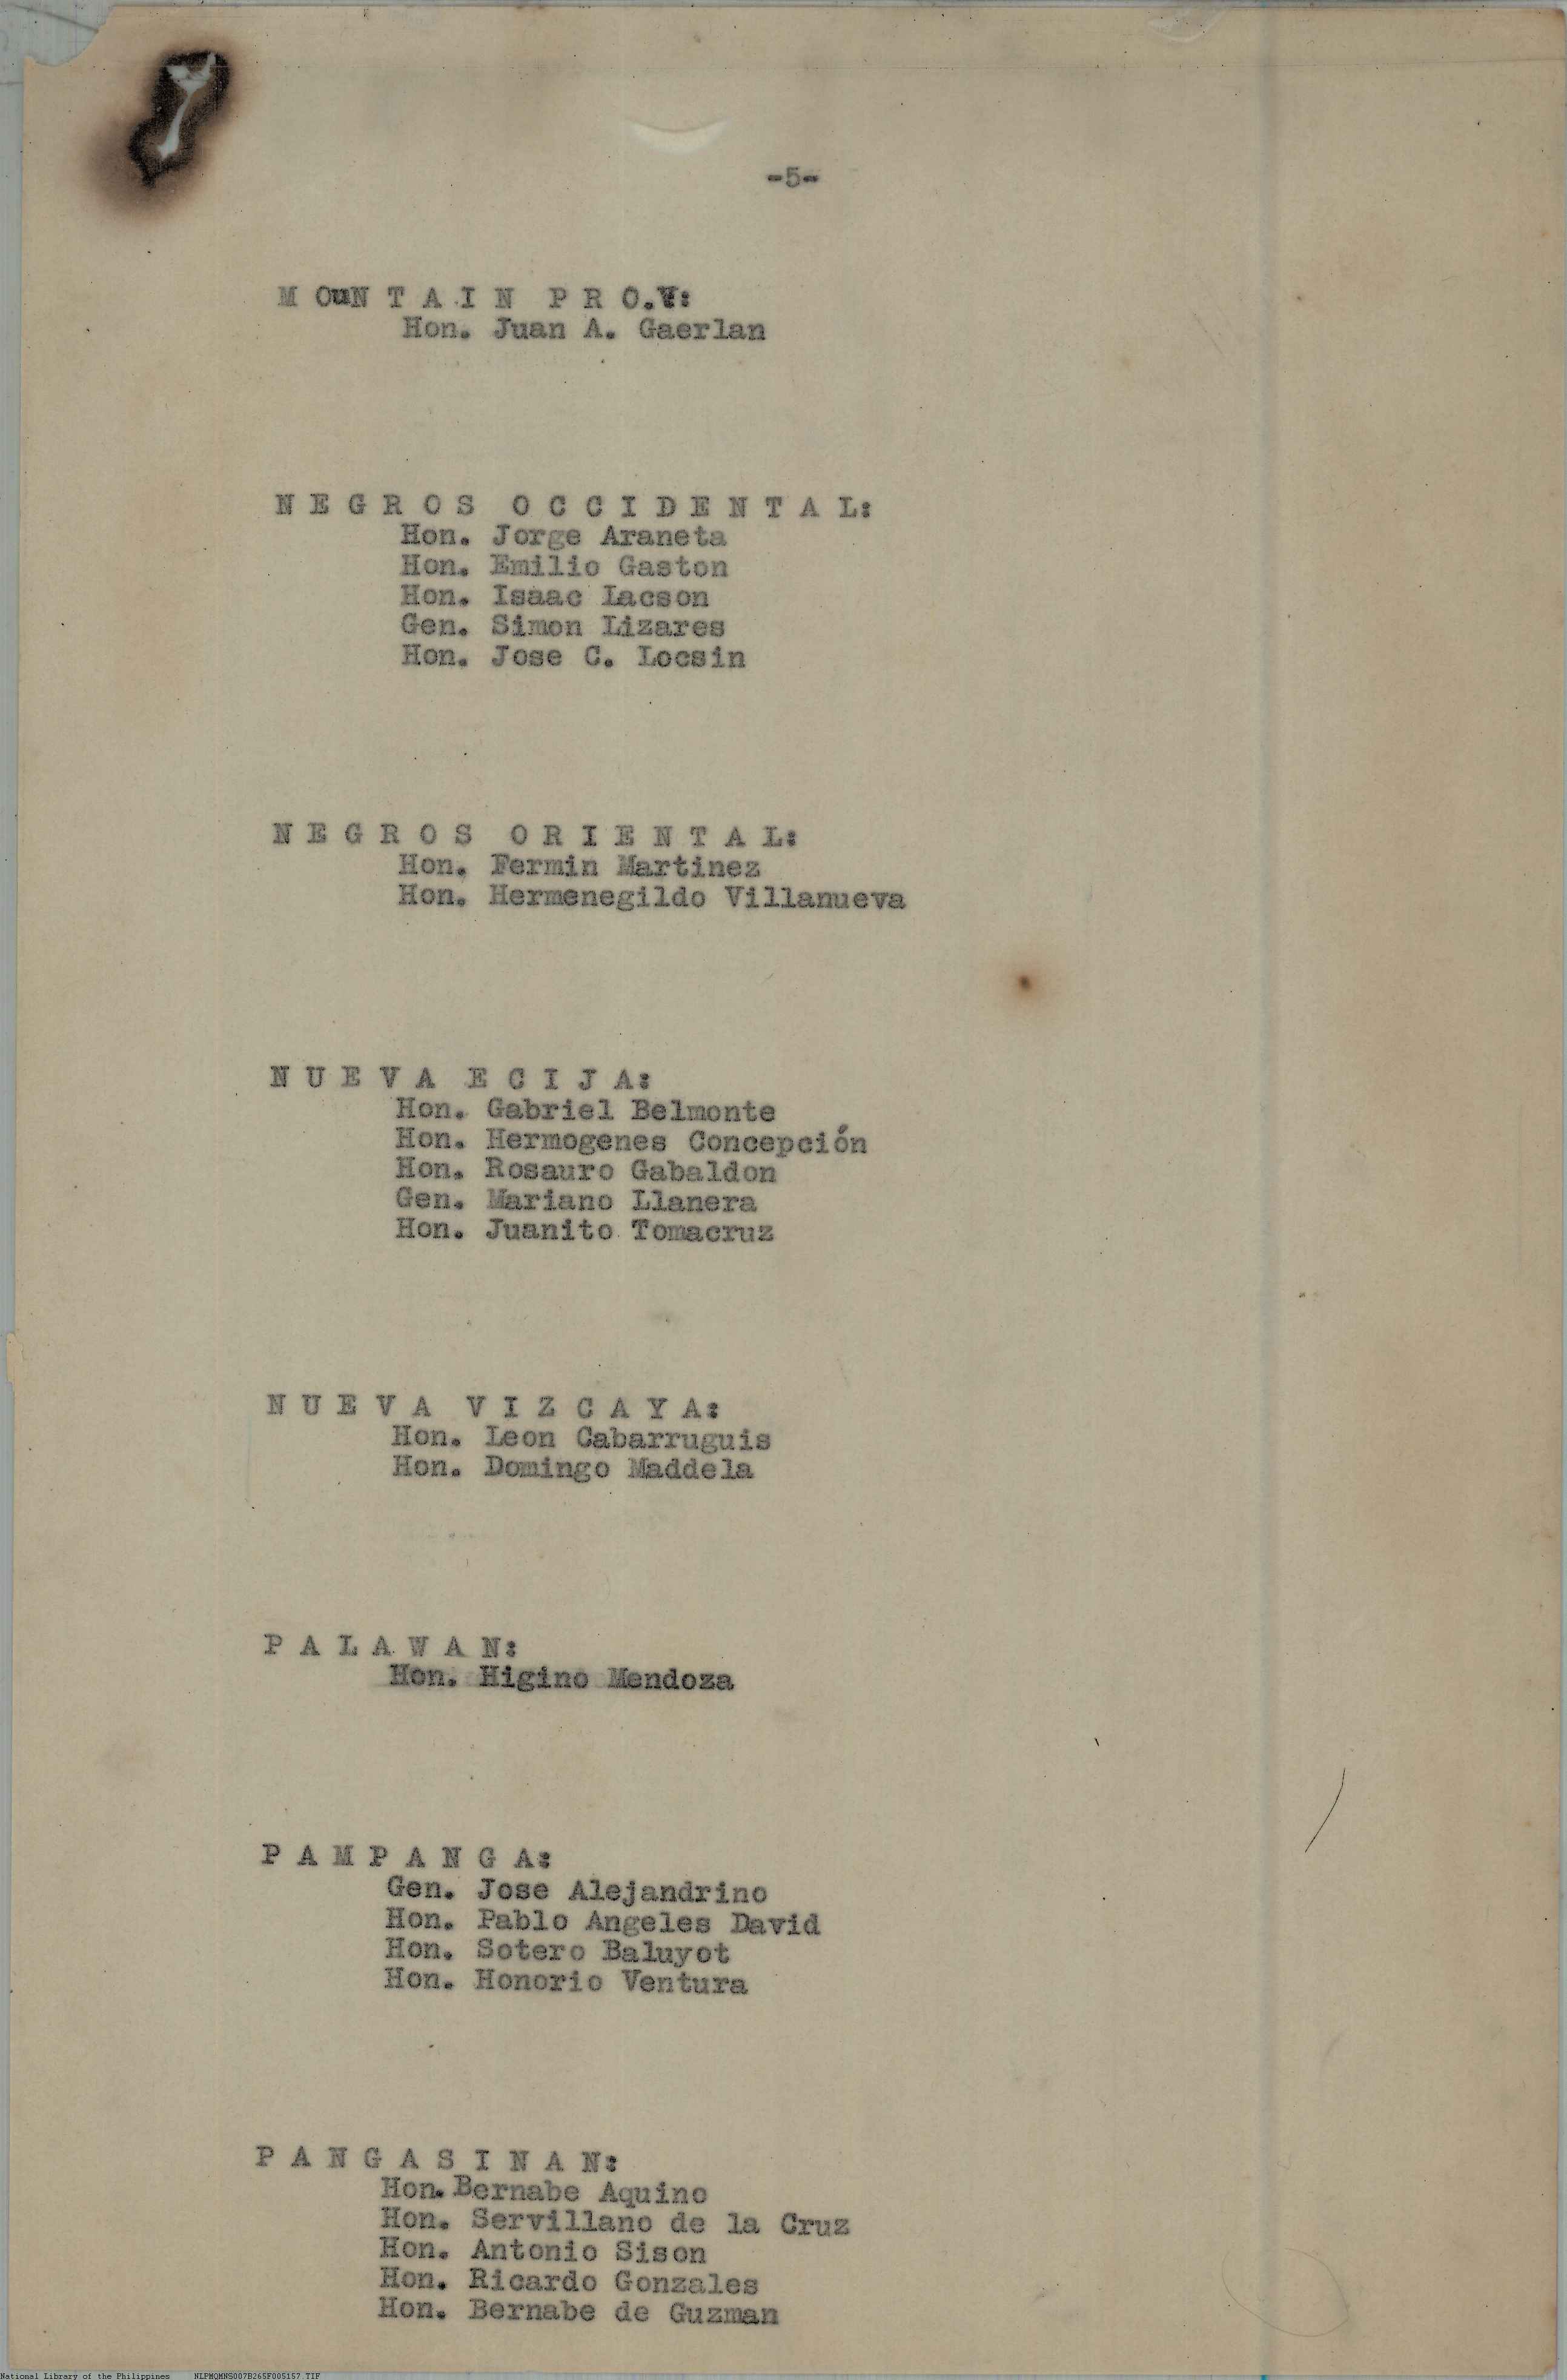 -5-
M OuN T A I N P R O.V:
Hon. Juan A. Gaerlan
N E G R O S O C C I D E N T A L:
Hon. Jorge Araneta
Hon. Emilio Gaston
Hon. Isaac Lacson
Gen. Simon Lizares
Hon. Jose C. Locsin
N E G R O S O R I E N T A L:
Hon. Fermin Martinez
Hon. Hermenegildo Villanueva
N U E V A E C I J A:
Hon. Gabriel Belmonte
Hon. Hermogenes Concepción
Hon. Rosauro Gabaldon
Gen. Mariano Llanera
Hon. Juanito Tomacruz
N U E V A V I Z C A Y A:
Hon. Leon Cabarruguis
Hon. Domingo Maddela
P A L A W A N:
Hon. Higino Mendoza
P A M P A N G A:
Gen. Jose Alejandrino
Hon. Pablo Angeles David
Hon. Sotero Baluyot
Hon. Honorio Ventura
P A N G A S I N A N:
Hon. Bernabe Aquino
Hon. Servillano de la Cruz
Hon. Antonio Sison
Hon. Ricardo Gonzales
Hon. Bernabe de Guzman
National Library of the Philippines NLPMQMNS007B265F005157.TIF